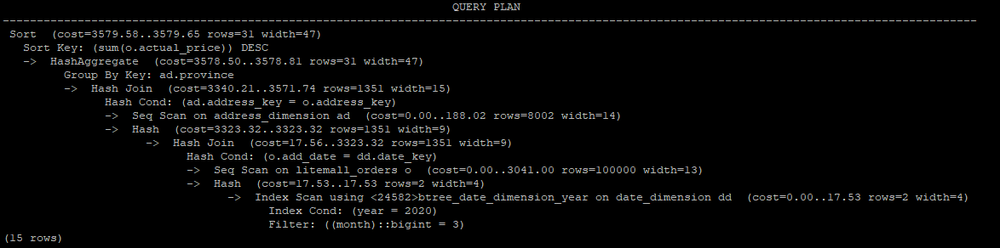 QUERY PLAN
-----------------------------------------------------------------------------------------------------------------------------------------------
Sort  (cost=3579.58..3579.65 rows=31 width=47)
  Sort Key: (sum(o.actual_price)) DESC
  ->  HashAggregate  (cost=3578.50..3578.81 rows=31 width=47)
        Group By Key: ad.province
        ->  Hash Join  (cost=3340.21..3571.74 rows=1351 width=15)
              Hash Cond: (ad.address_key = o.address_key)
              ->  Seq Scan on address_dimension ad  (cost=0.00..188.02 rows=8002 width=14)
              ->  Hash  (cost=3323.32..3323.32 rows=1351 width=9)
                    ->  Hash Join  (cost=17.56..3323.32 rows=1351 width=9)
                          Hash Cond: (o.add_date = dd.date_key)
                          ->  Seq Scan on litemall_orders o  (cost=0.00..3041.00 rows=100000 width=13)
                          ->  Hash  (cost=17.53..17.53 rows=2 width=4)
                                ->  Index Scan using <24582>btree_date_dimension_year on date_dimension dd  (cost=0.00..17.53 rows=2 width=4)
                                      Index Cond: (year = 2020)
                                      Filter: ((month)::bigint = 3)
(15 rows)